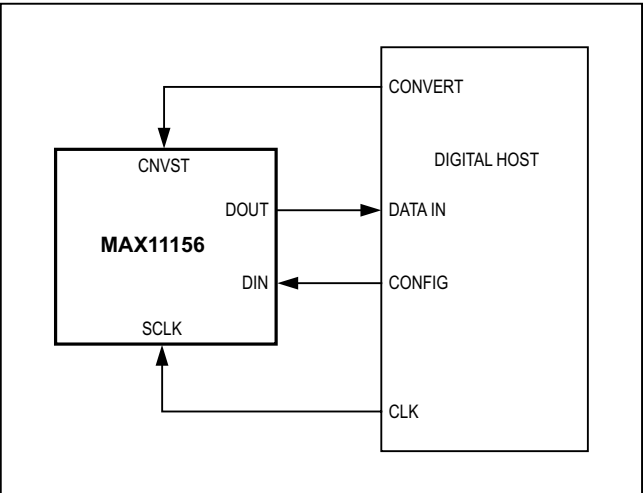 CONVERT
CNVST
DIGITAL HOST
DOUT
DATA IN
MAX11156
DIN
CONFIG
SCLK
CLK